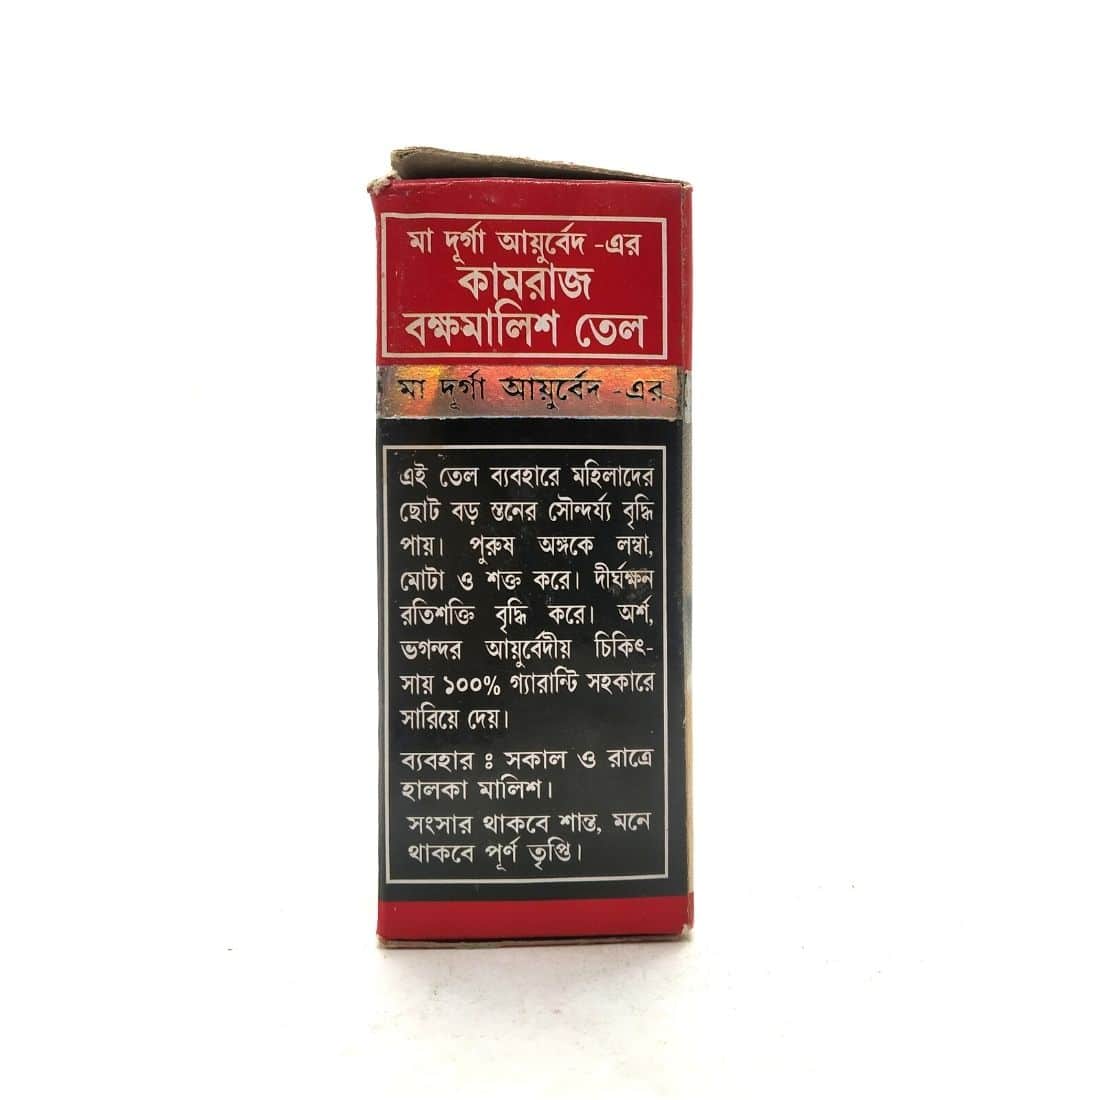 মা দূর্গা আয়ুর্বেদ -এর
কামরাজ
বক্ষমালিশ তেল
মা দূর্গা আয়ুর্বেদ -এর
এই তেল ব্যবহারে মহিলাদের
ছোট বড় স্তনের সৌন্দর্য্য বৃদ্ধি
পায়। পুরুষ অঙ্গকে লম্বা,
মোটা ও শক্ত করে। দীর্ঘক্ষন
রতিশক্তি বৃদ্ধি করে। অর্শ,
ভগন্দর আয়ুর্বেদীয় চিকিৎ-
সায় ১০০% গ্যারান্টি সহকারে
সারিয়ে দেয়।
ব্যবহার ঃ সকাল ও রাত্রে
হালকা মালিশ।
সংসার থাকবে শান্ত, মনে
থাকবে পূর্ণ তৃপ্তি।